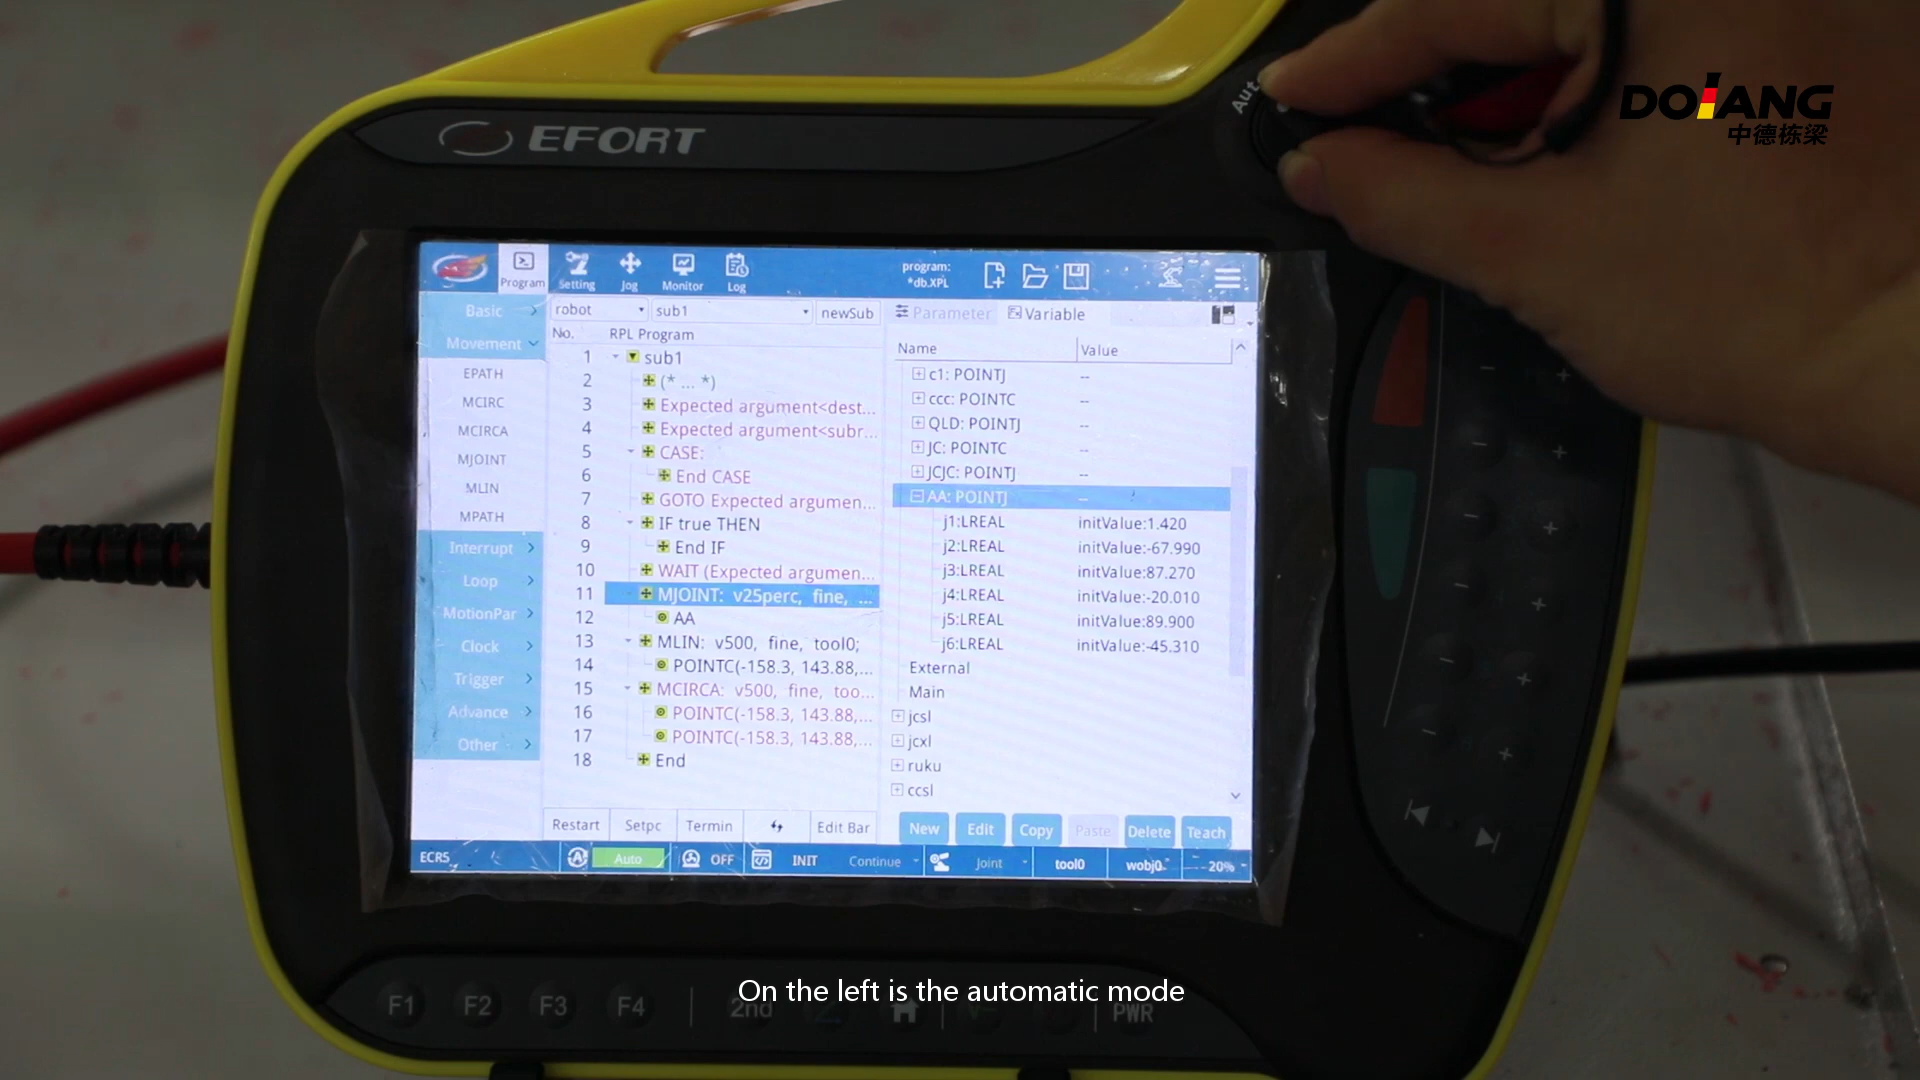 Aut
DOLANG
中德栋梁
EFORT
Program
Setting
Jog
Monitor
Log
program:
*db.XPL
Basic
Movement
EPATH
MCIRC
MCIRCA
MJOINT
MLIN
MPATH
Interrupt
Loop
MotionPar
Clock
Trigger
Advance
Other
robot
sub1
newSub
No. RPL Program
1 sub1
2 (* ... *)
3 Expected argument<dest...
4 Expected argument<subr...
5 CASE:
6 End CASE
7 GOTO Expected argumen...
8 IF true THEN
9 End IF
10 WAIT (Expected argumen...
11 MJOINT: v25perc, fine, ...
12 AA
13 MLIN: v500, fine, tool0;
14 POINTC(-158.3, 143.88,...
15 MCIRCA: v500, fine, too...
16 POINTC(-158.3, 143.88,...
17 POINTC(-158.3, 143.88,...
18 End
Restart Setpc Termin Edit Bar
Parameter Variable
Name Value
c1: POINTJ --
ccc: POINTC --
QLD: POINTJ --
JC: POINTC --
JCJC: POINTJ --
AA: POINTJ --
j1:LREAL initValue:1.420
j2:LREAL initValue:-67.990
j3:LREAL initValue:87.270
j4:LREAL initValue:-20.010
j5:LREAL initValue:89.900
j6:LREAL initValue:-45.310
External
Main
jcsl
jcxl
ruku
ccsl
New Edit Copy Paste Delete Teach
ECR5 Auto OFF INIT Continue Joint tool0 wobj0 20%
On the left is the automatic mode
F1 F2 F3 F4 2nd PWR